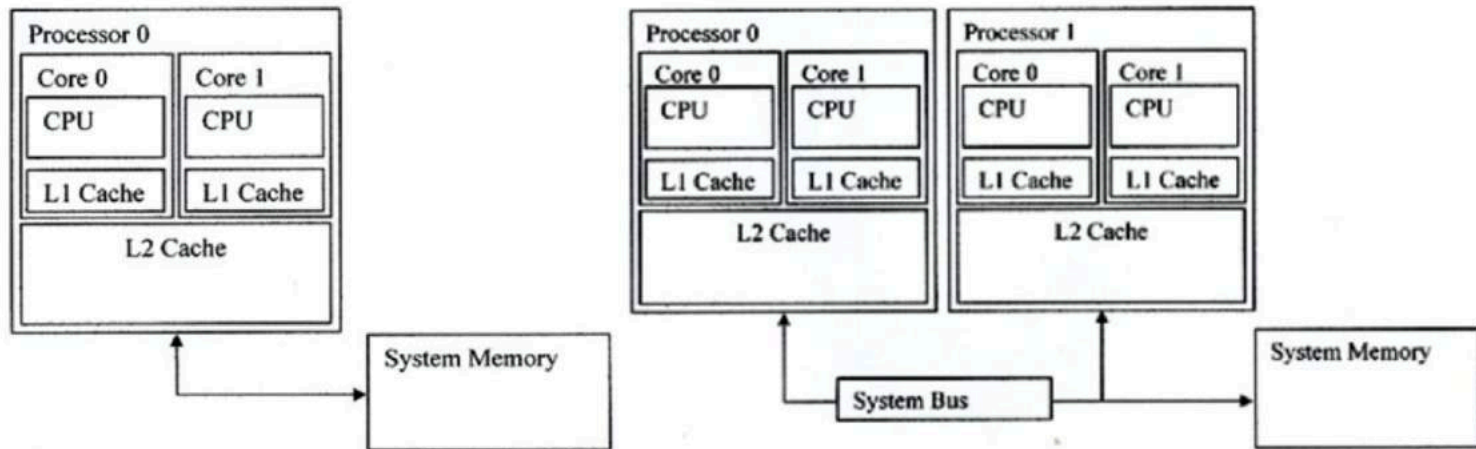 Processor 0
Core 0 Core 1
CPU CPU
L1 Cache L1 Cache
L2 Cache
System Memory
Processor 0 Processor 1
Core 0 Core 1 Core 0 Core 1
CPU CPU CPU CPU
L1 Cache L1 Cache L1 Cache L1 Cache
L2 Cache L2 Cache
System Memory
System Bus